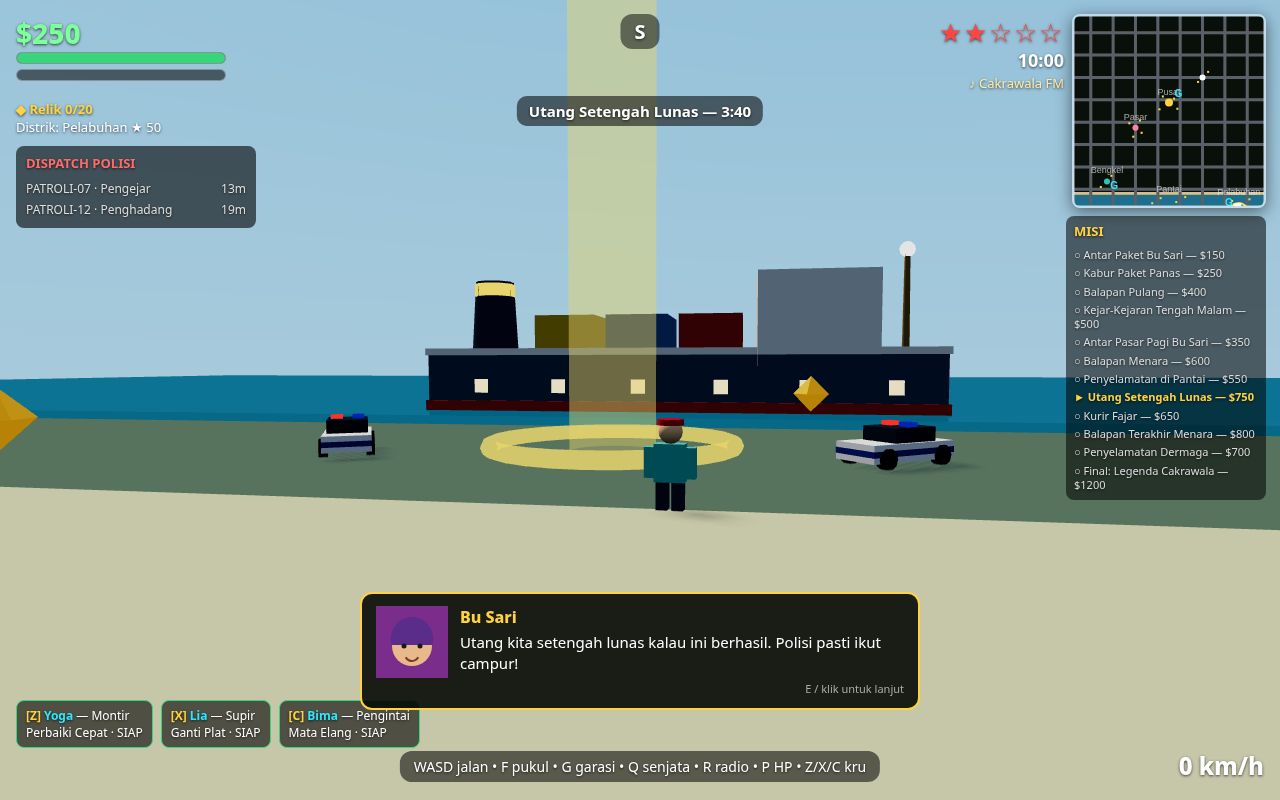 $250
S
★★☆☆☆
10:00
♪ Cakrawala FM
◆ Relik 0/20
Distrik: Pelabuhan ★ 50
Utang Setengah Lunas — 3:40
DISPATCH POLISI
PATROLI-07 · Pengejar 13m
PATROLI-12 · Penghadang 19m
G
Pasar
Bengkel
G
Pantai
Pelabuhan
G
MISI
○ Antar Paket Bu Sari — $150
○ Kabur Paket Panas — $250
○ Balapan Pulang — $400
○ Kejar-Kejaran Tengah Malam —
$500
○ Antar Pasar Pagi Bu Sari — $350
○ Balapan Menara — $600
○ Penyelamatan di Pantai — $550
► Utang Setengah Lunas — $750
○ Kurir Fajar — $650
○ Balapan Terakhir Menara — $800
○ Penyelamatan Dermaga — $700
○ Final: Legenda Cakrawala —
$1200
Bu Sari
Utang kita setengah lunas kalau ini berhasil. Polisi pasti ikut
campur!
E / klik untuk lanjut
[Z] Yoga — Montir
Perbaiki Cepat · SIAP
[X] Lia — Supir
Ganti Plat · SIAP
[C] Bima — Pengintai
Mata Elang · SIAP
WASD jalan • F pukul • G garasi • Q senjata • R radio • P HP • Z/X/C kru
0 km/h